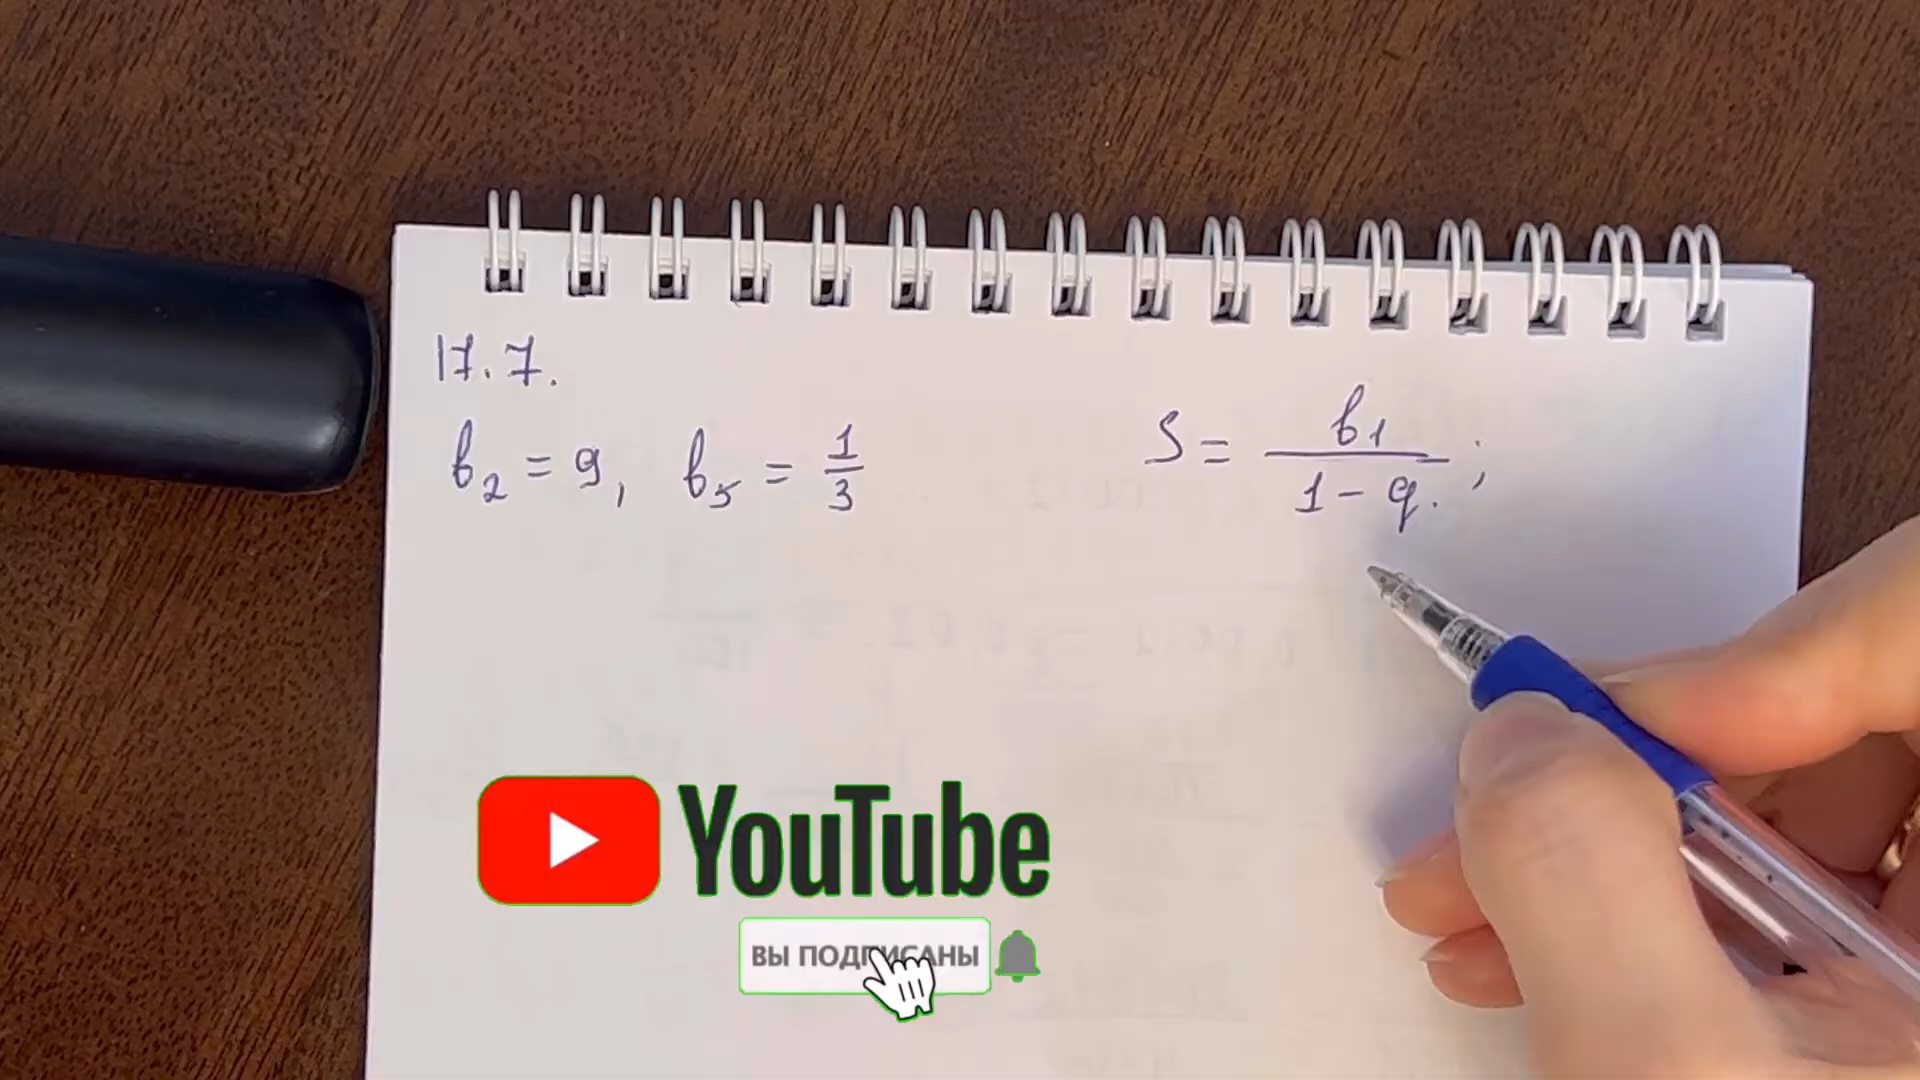 17.7.
b₂ = 9, b₅ = 1/3
S = b₁ / 1 - q. ;
YouTube
ВЫ ПОДПИСАНЫ